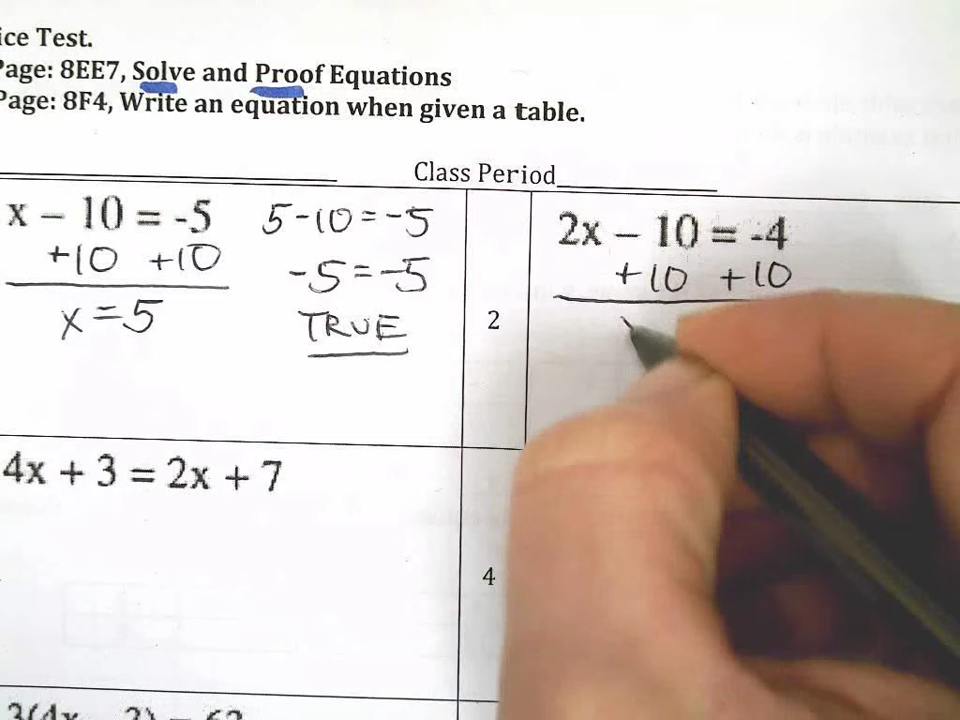 ice Test.
Page: 8EE7, Solve and Proof Equations
Page: 8F4, Write an equation when given a table.
Class Period
x – 10 = -5
+10 +10
x = 5
5-10=-5
-5=-5
TRUE
2
2x – 10 = -4
+10 +10
4x + 3 = 2x + 7
4